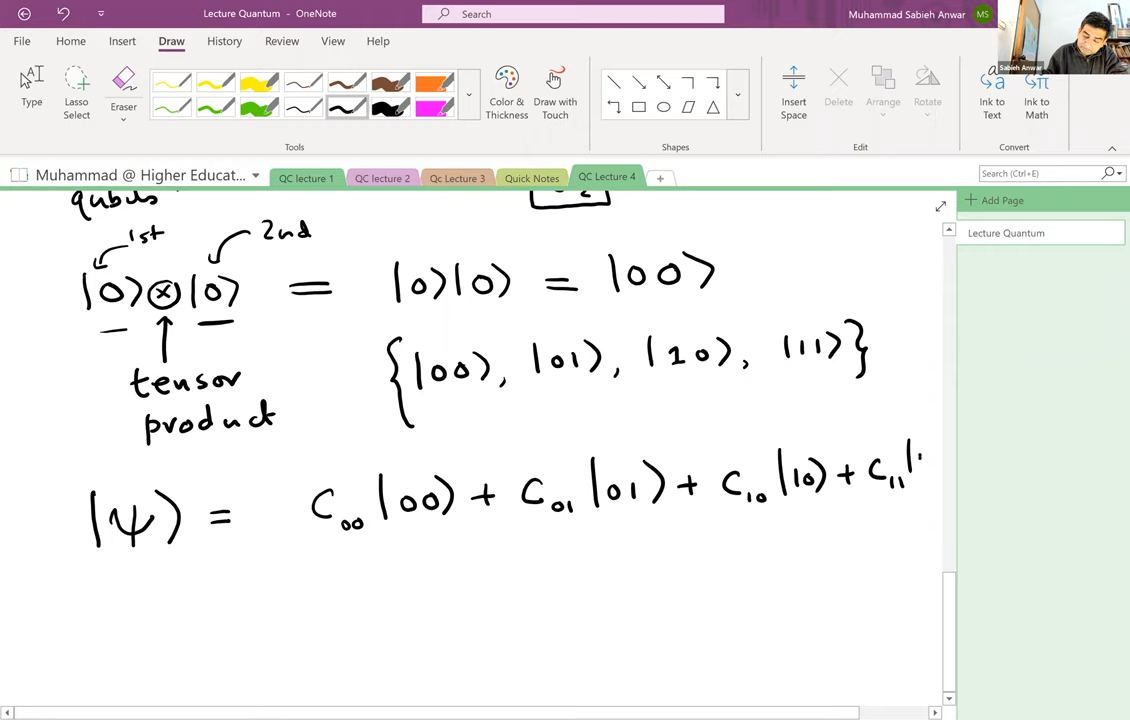 Lecture Quantum - OneNote
Search
Muhammad Sabieh Anwar
MS
Sabieh Anwar
File Home Insert Draw History Review View Help
Type
Lasso Select
Eraser
Color & Thickness
Draw with Touch
Insert Space
Delete
Arrange
Rotate
Ink to Text
Ink to Math
Tools
Shapes
Edit
Convert
Muhammad @ Higher Educat...
QC lecture 1
QC lecture 2
Qc Lecture 3
Quick Notes
QC Lecture 4
Search (Ctrl+E)
Add Page
Lecture Quantum
qubits
1st 2nd
|0⟩⊗|0⟩ = |0⟩|0⟩ = |00⟩
{|00⟩, |01⟩, |10⟩, |11⟩}
tensor
product
|ψ⟩ = C₀₀|00⟩ + C₀₁|01⟩ + C₁₀|10⟩ + C₁₁|